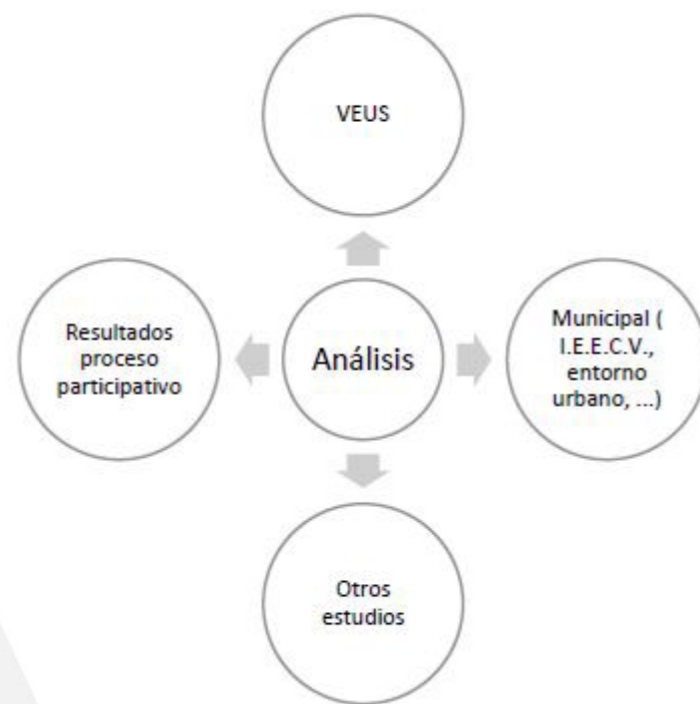 VEUS
Resultados
proceso
participativo
Análisis
Municipal (
I.E.E.C.V.,
entorno
urbano, ...)
Otros
estudios